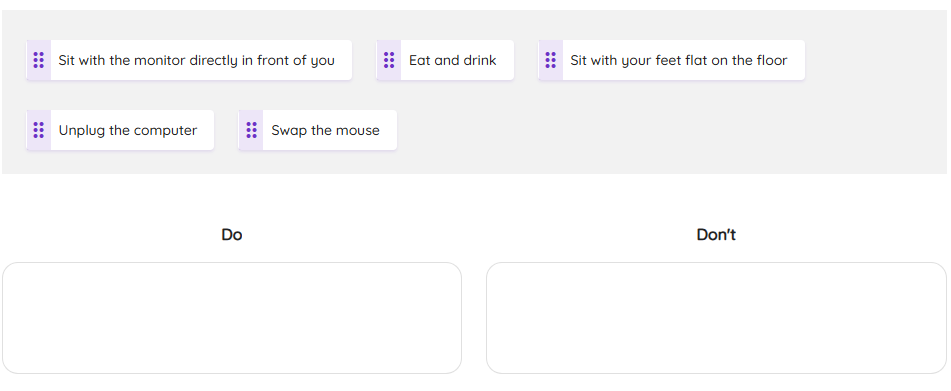 Sit with the monitor directly in front of you
Eat and drink
Sit with your feet flat on the floor
Unplug the computer
Swap the mouse
Do
Don't